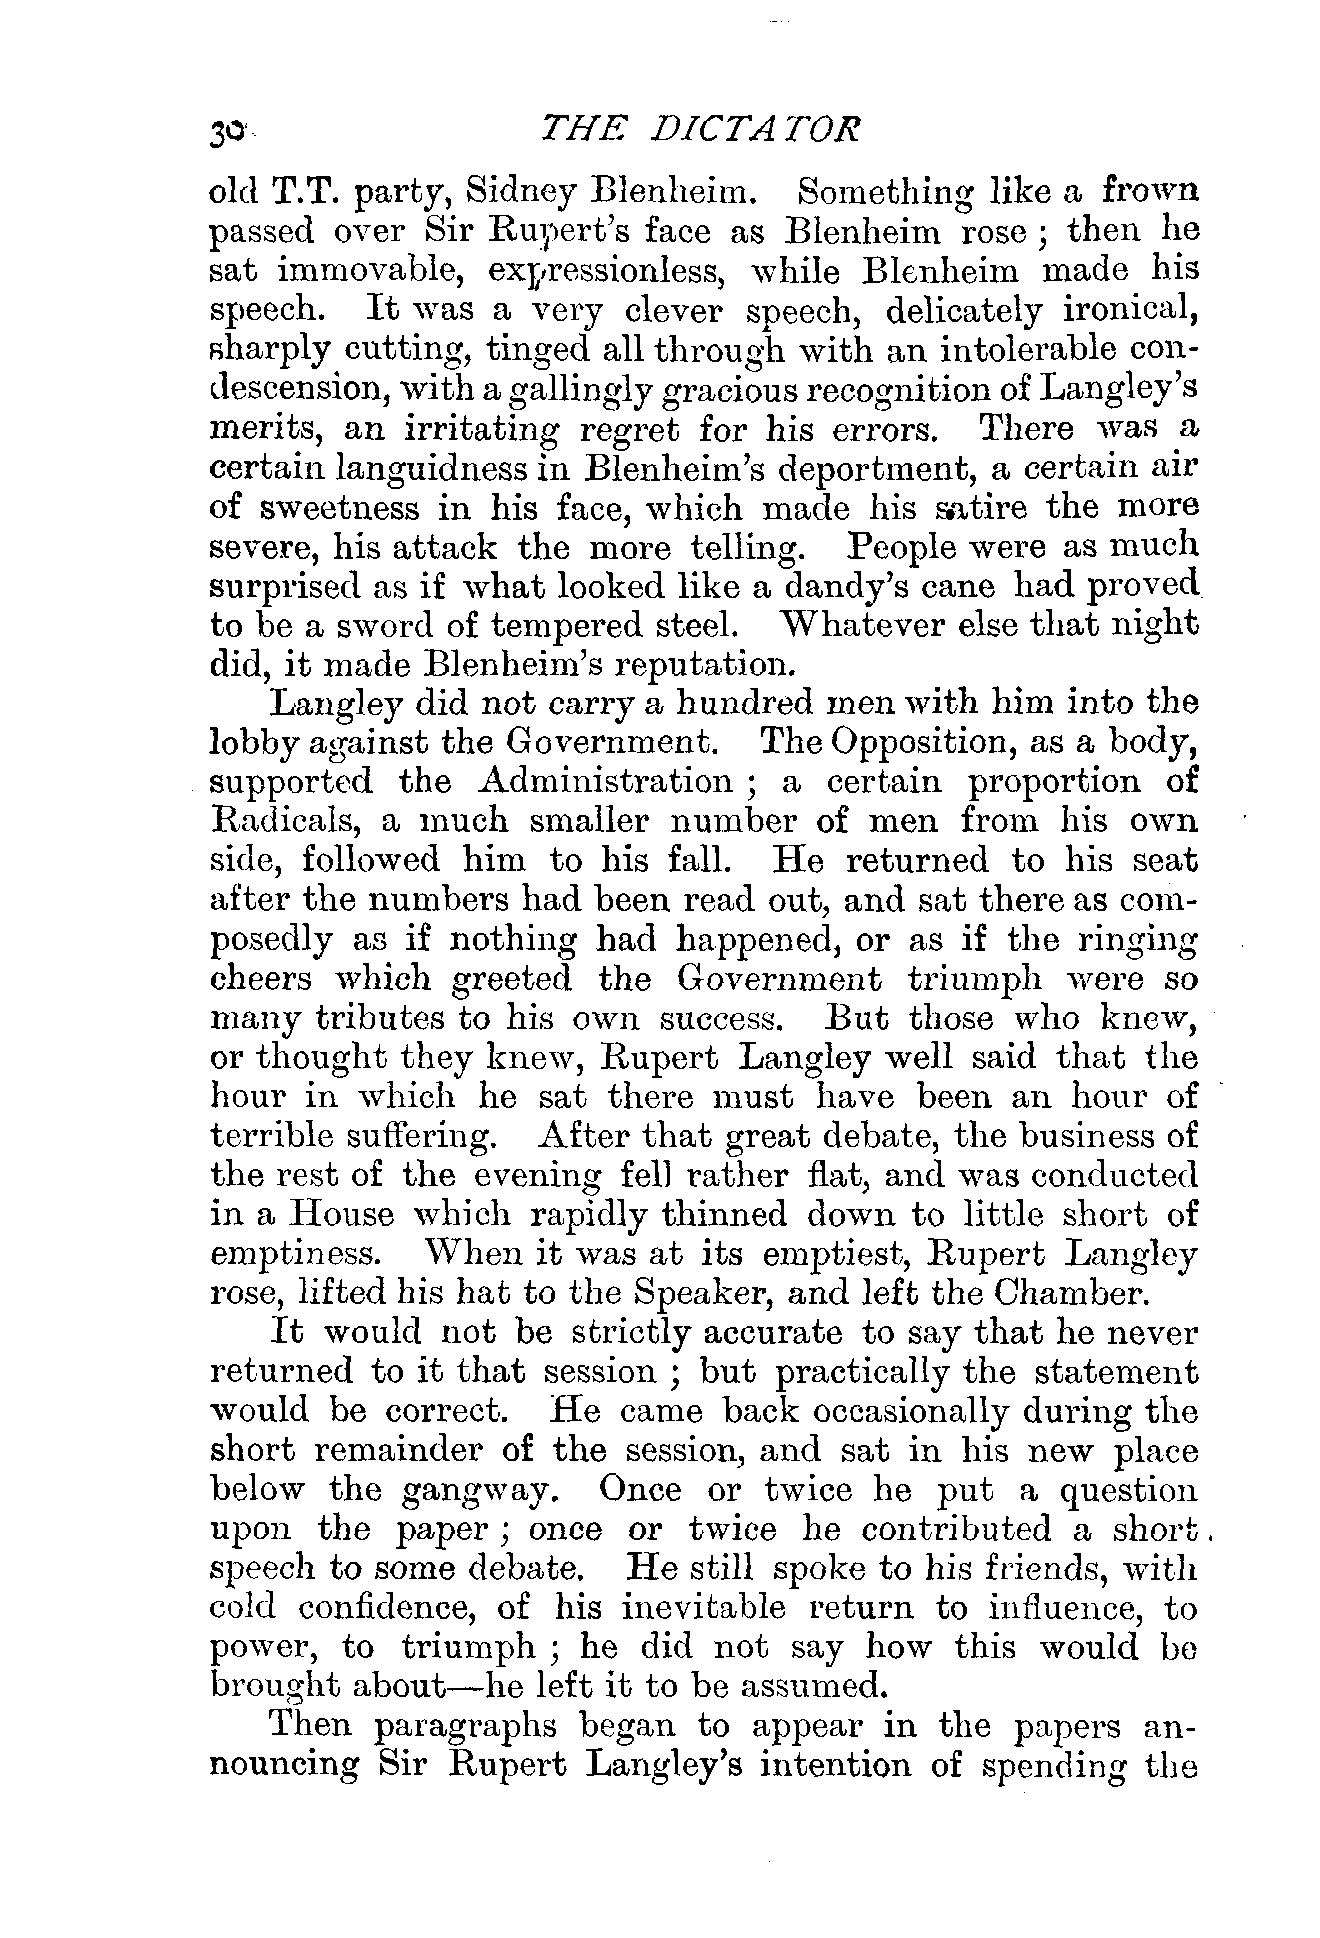 30 THE DICTATOR
old T.T. party, Sidney Blenheim. Something like a frown
passed over Sir Rupert's face as Blenheim rose ; then he
sat immovable, expressionless, while Blenheim made his
speech. It was a very clever speech, delicately ironical,
sharply cutting, tinged all through with an intolerable con-
descension, with a gallingly gracious recognition of Langley's
merits, an irritating regret for his errors. There was a
certain languidness in Blenheim's deportment, a certain air
of sweetness in his face, which made his satire the more
severe, his attack the more telling. People were as much
surprised as if what looked like a dandy's cane had proved
to be a sword of tempered steel. Whatever else that night
did, it made Blenheim's reputation.
Langley did not carry a hundred men with him into the
lobby against the Government. The Opposition, as a body,
supported the Administration ; a certain proportion of
Radicals, a much smaller number of men from his own
side, followed him to his fall. He returned to his seat
after the numbers had been read out, and sat there as com-
posedly as if nothing had happened, or as if the ringing
cheers which greeted the Government triumph were so
many tributes to his own success. But those who knew,
or thought they knew, Rupert Langley well said that the
hour in which he sat there must have been an hour of
terrible suffering. After that great debate, the business of
the rest of the evening fell rather flat, and was conducted
in a House which rapidly thinned down to little short of
emptiness. When it was at its emptiest, Rupert Langley
rose, lifted his hat to the Speaker, and left the Chamber.
It would not be strictly accurate to say that he never
returned to it that session ; but practically the statement
would be correct. He came back occasionally during the
short remainder of the session, and sat in his new place
below the gangway. Once or twice he put a question
upon the paper ; once or twice he contributed a short
speech to some debate. He still spoke to his friends, with
cold confidence, of his inevitable return to influence, to
power, to triumph ; he did not say how this would be
brought about—he left it to be assumed.
Then paragraphs began to appear in the papers an-
nouncing Sir Rupert Langley's intention of spending the